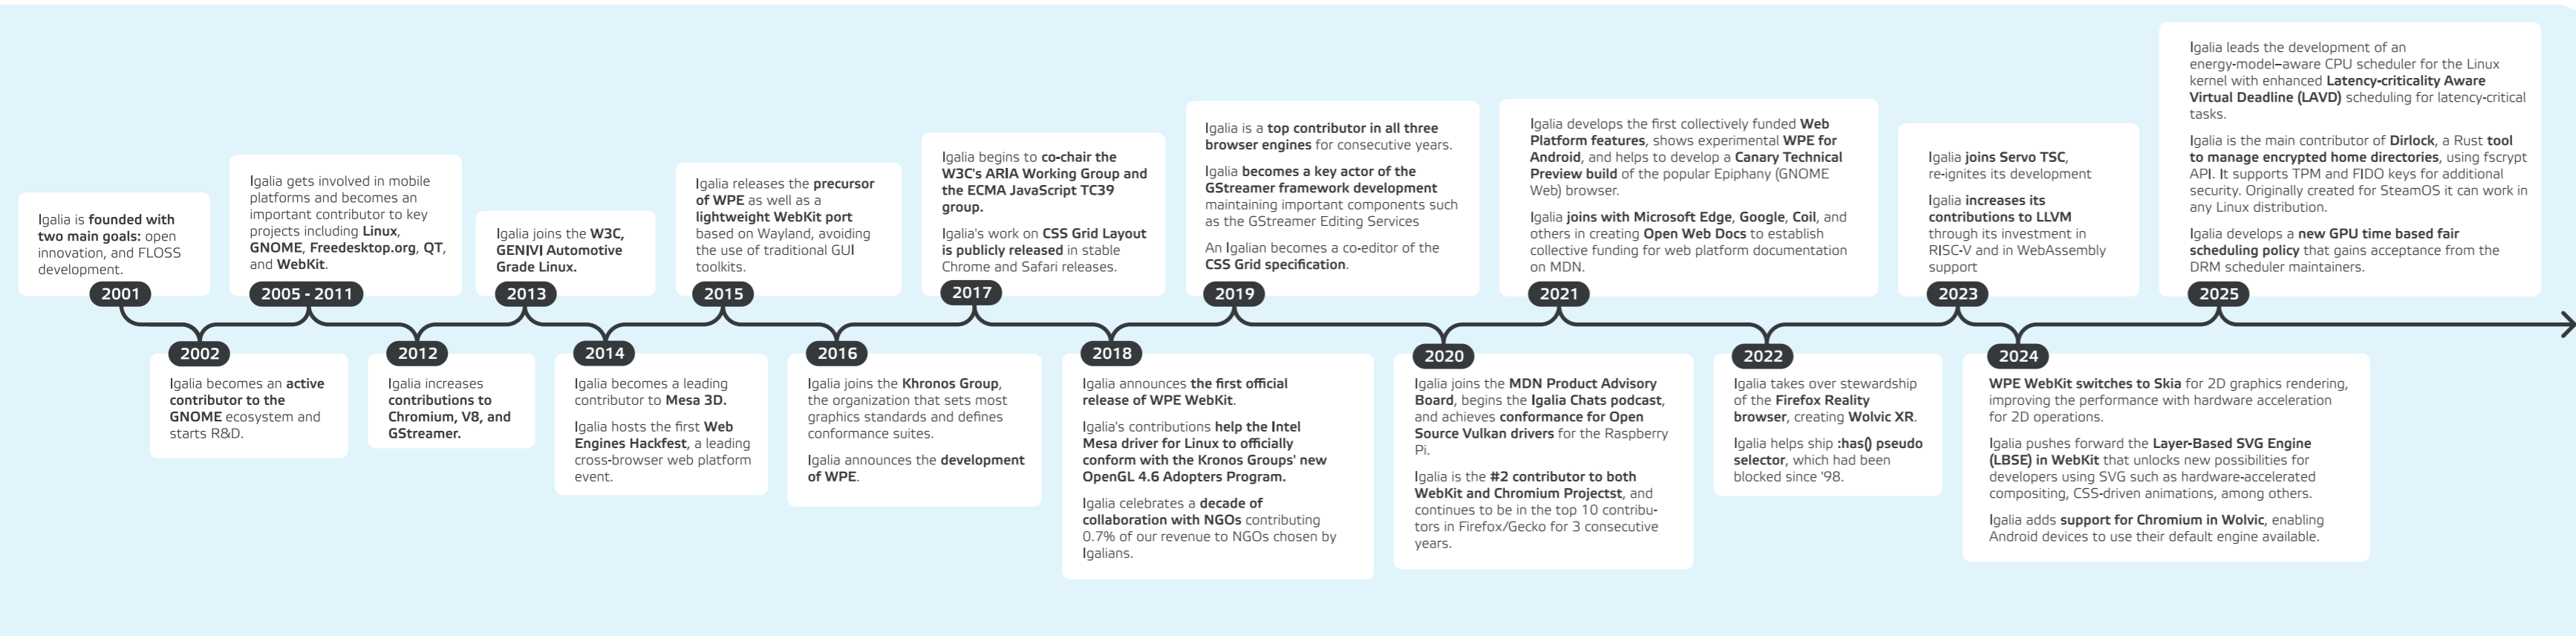 Igalia is founded with
two main goals: open
innovation, and FLOSS
development.
2001
2002
Igalia becomes an active
contributor to the
GNOME ecosystem and
starts R&D.
Igalia gets involved in mobile
platforms and becomes an
important contributor to key
projects including Linux,
GNOME, Freedesktop.org, QT,
and WebKit.
2005 - 2011
2012
Igalia increases
contributions to
Chromium, V8, and
GStreamer.
Igalia joins the W3C,
GENIVI Automotive
Grade Linux.
2013
2014
Igalia becomes a leading
contributor to Mesa 3D.
Igalia hosts the first Web
Engines Hackfest, a leading
cross-browser web platform
event.
Igalia releases the precursor
of WPE as well as a
lightweight WebKit port
based on Wayland, avoiding
the use of traditional GUI
toolkits.
2015
2016
Igalia joins the Khronos Group,
the organization that sets most
graphics standards and defines
conformance suites.
Igalia announces the development
of WPE.
Igalia begins to co-chair the
W3C's ARIA Working Group and
the ECMA JavaScript TC39
group.
Igalia's work on CSS Grid Layout
is publicly released in stable
Chrome and Safari releases.
2017
2018
Igalia announces the first official
release of WPE WebKit.
Igalia's contributions help the Intel
Mesa driver for Linux to officially
conform with the Kronos Groups' new
OpenGL 4.6 Adopters Program.
Igalia celebrates a decade of
collaboration with NGOs contributing
0.7% of our revenue to NGOs chosen by
Igalians.
Igalia is a top contributor in all three
browser engines for consecutive years.
Igalia becomes a key actor of the
GStreamer framework development
maintaining important components such
as the GStreamer Editing Services
An Igalian becomes a co-editor of the
CSS Grid specification.
2019
2020
Igalia joins the MDN Product Advisory
Board, begins the Igalia Chats podcast,
and achieves conformance for Open
Source Vulkan drivers for the Raspberry
Pi.
Igalia is the #2 contributor to both
WebKit and Chromium Projectst, and
continues to be in the top 10 contribu-
tors in Firefox/Gecko for 3 consecutive
years.
Igalia develops the first collectively funded Web
Platform features, shows experimental WPE for
Android, and helps to develop a Canary Technical
Preview build of the popular Epiphany (GNOME
Web) browser.
Igalia joins with Microsoft Edge, Google, Coil, and
others in creating Open Web Docs to establish
collective funding for web platform documentation
on MDN.
2021
2022
Igalia takes over stewardship
of the Firefox Reality
browser, creating Wolvic XR.
Igalia helps ship :has() pseudo
selector, which had been
blocked since '98.
Igalia joins Servo TSC,
re-ignites its development
Igalia increases its
contributions to LLVM
through its investment in
RISC-V and in WebAssembly
support
2023
2024
WPE WebKit switches to Skia for 2D graphics rendering,
improving the performance with hardware acceleration
for 2D operations.
Igalia pushes forward the Layer-Based SVG Engine
(LBSE) in WebKit that unlocks new possibilities for
developers using SVG such as hardware-accelerated
compositing, CSS-driven animations, among others.
Igalia adds support for Chromium in Wolvic, enabling
Android devices to use their default engine available.
Igalia leads the development of an
energy-model–aware CPU scheduler for the Linux
kernel with enhanced Latency-criticality Aware
Virtual Deadline (LAVD) scheduling for latency-critical
tasks.
Igalia is the main contributor of Dirlock, a Rust tool
to manage encrypted home directories, using fscrypt
API. It supports TPM and FIDO keys for additional
security. Originally created for SteamOS it can work in
any Linux distribution.
Igalia develops a new GPU time based fair
scheduling policy that gains acceptance from the
DRM scheduler maintainers.
2025